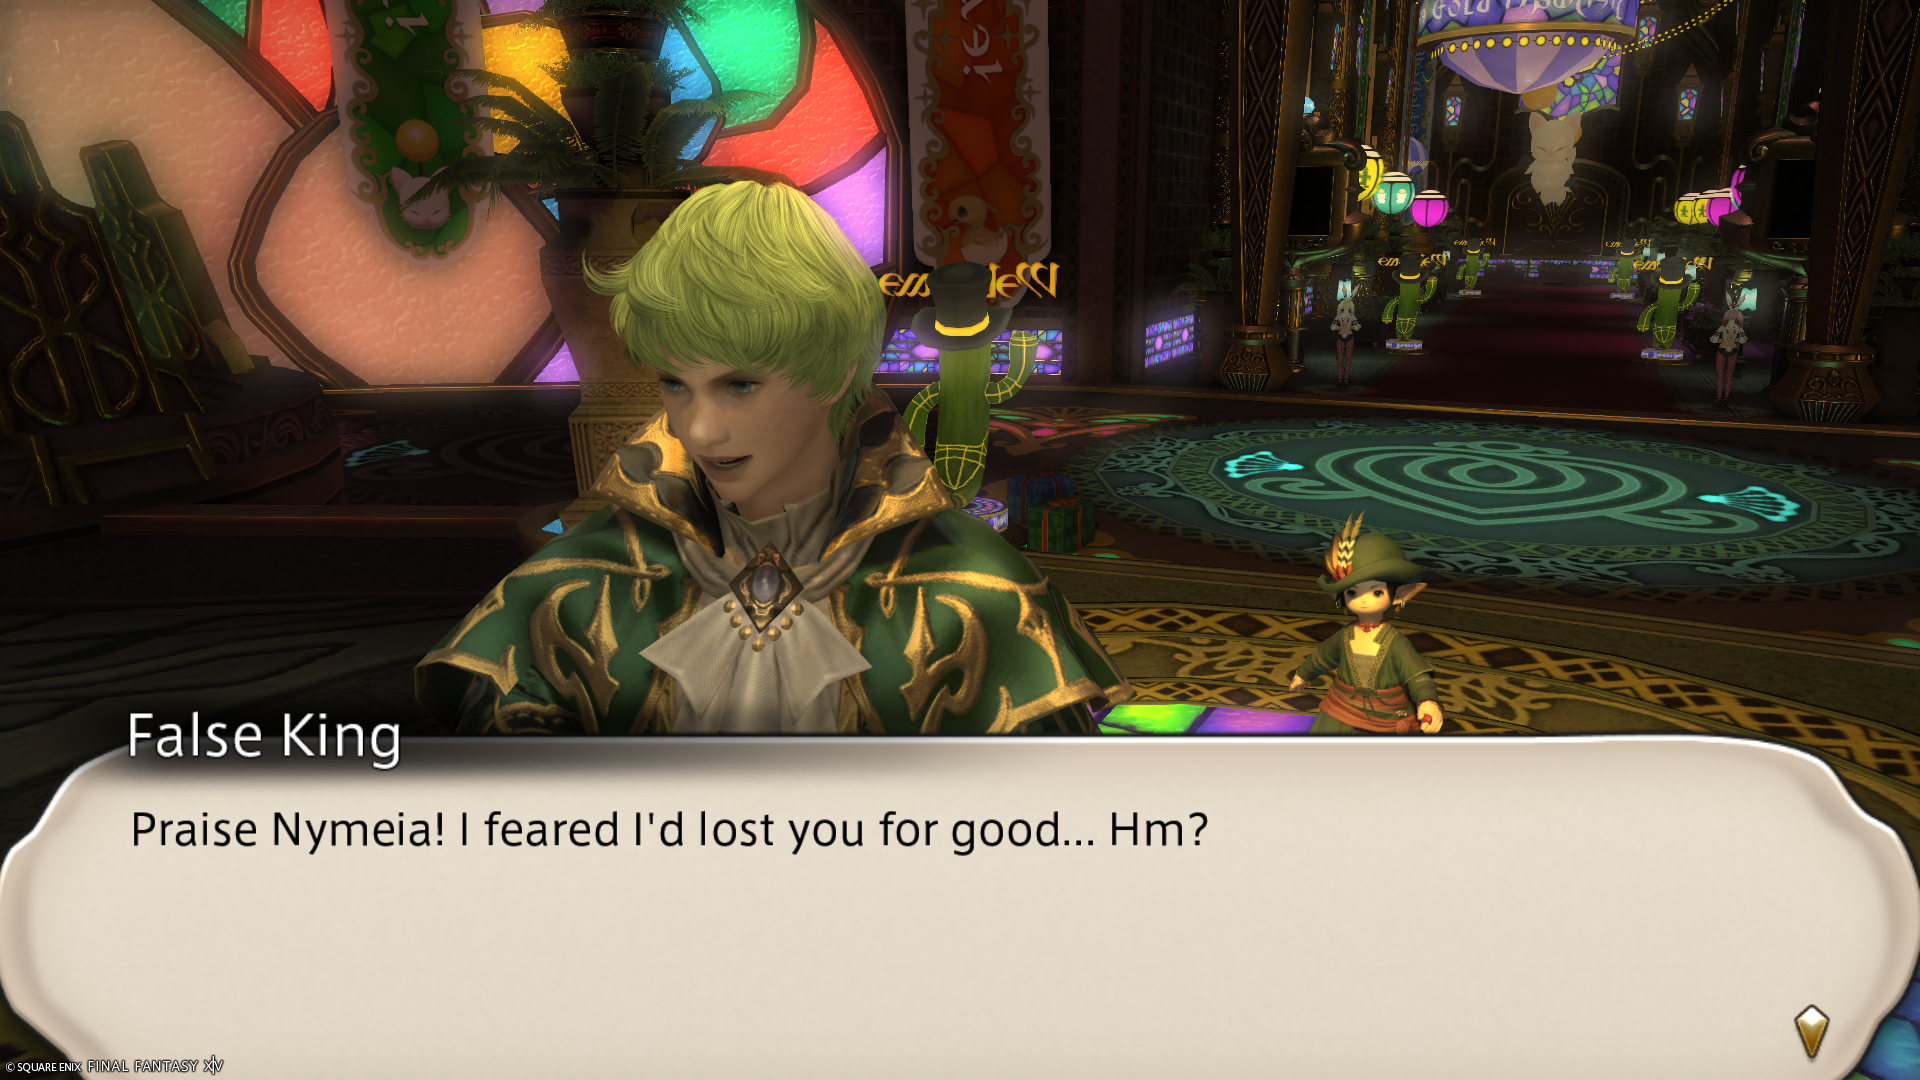 False King
Praise Nymeia! I feared I'd lost you for good... Hm?
© SQUARE ENIX FINAL FANTASY XIV